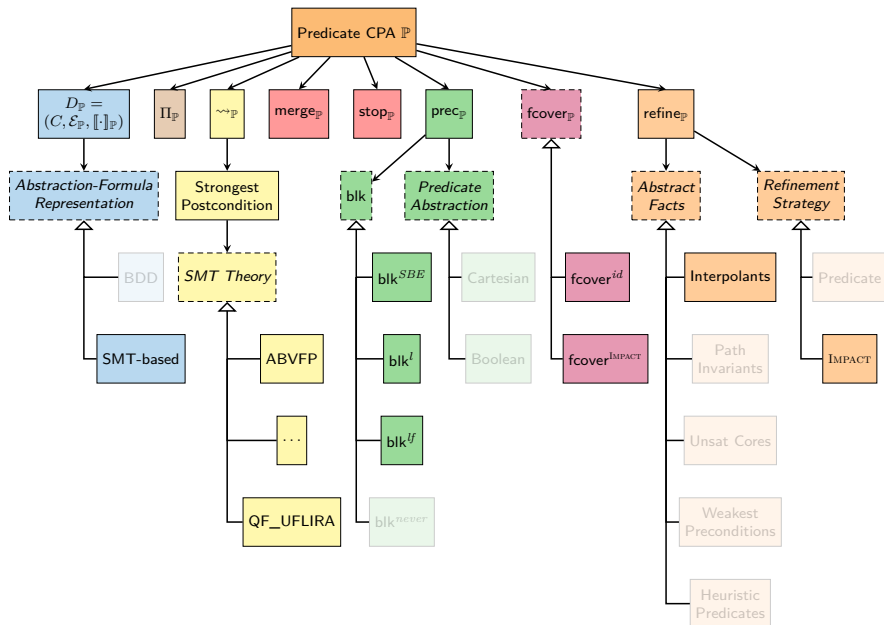 Predicate CPA ℙ
D_ℙ =
(C, ℰ_ℙ, ⟦·⟧_ℙ)
Π_ℙ
⇝_ℙ
merge_ℙ
stop_ℙ
prec_ℙ
fcover_ℙ
refine_ℙ
Abstraction-Formula
Representation
Strongest
Postcondition
blk
Predicate
Abstraction
Abstract
Facts
Refinement
Strategy
BDD
SMT Theory
blk^SBE
Cartesian
fcover^id
Interpolants
Predicate
SMT-based
ABVFP
blk^l
Boolean
fcover^IMPACT
Path
Invariants
IMPACT
...
blk^lf
Unsat Cores
QF_UFLIRA
blk^never
Weakest
Preconditions
Heuristic
Predicates